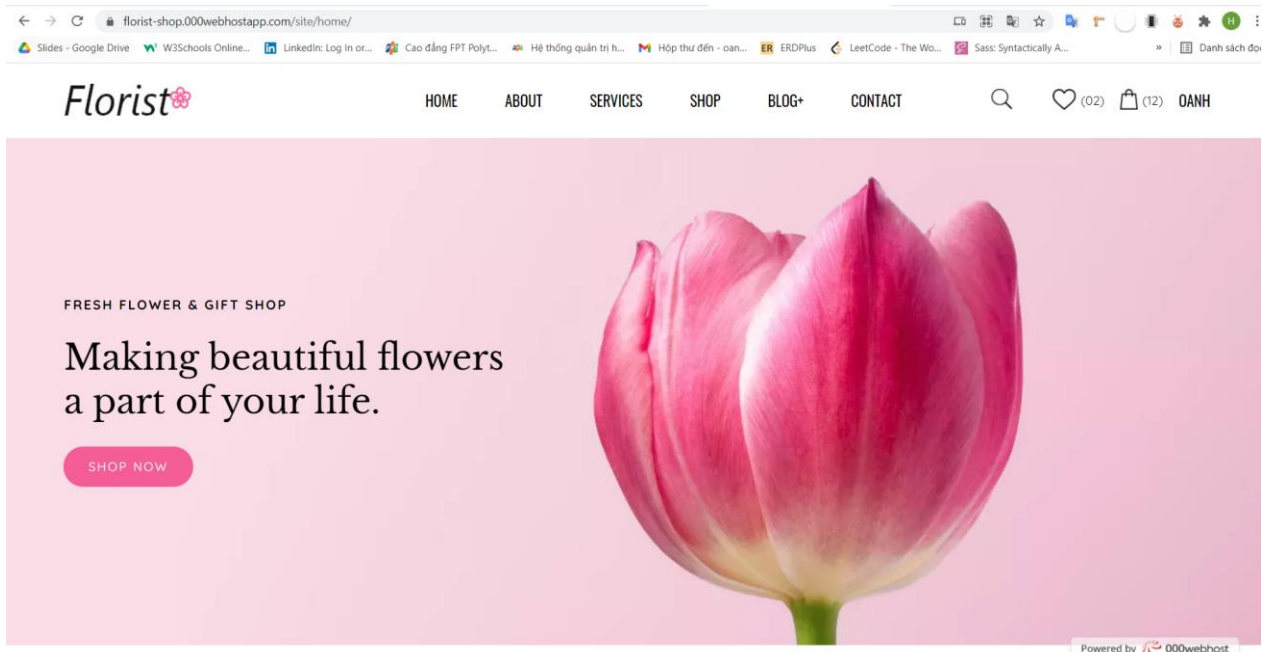 florist-shop.000webhostapp.com/site/home/
Slides - Google Drive W3Schools Online... LinkedIn: Log In or... Cao đẳng FPT Polyt... Hệ thống quản trị h... Hộp thư đến - oan... ER ERDPlus LeetCode - The Wo... Sass: Syntactically A... » Danh sách đọc
Florist HOME ABOUT SERVICES SHOP BLOG+ CONTACT (02) (12) OANH
FRESH FLOWER & GIFT SHOP
Making beautiful flowers
a part of your life.
SHOP NOW
Powered by 000webhost